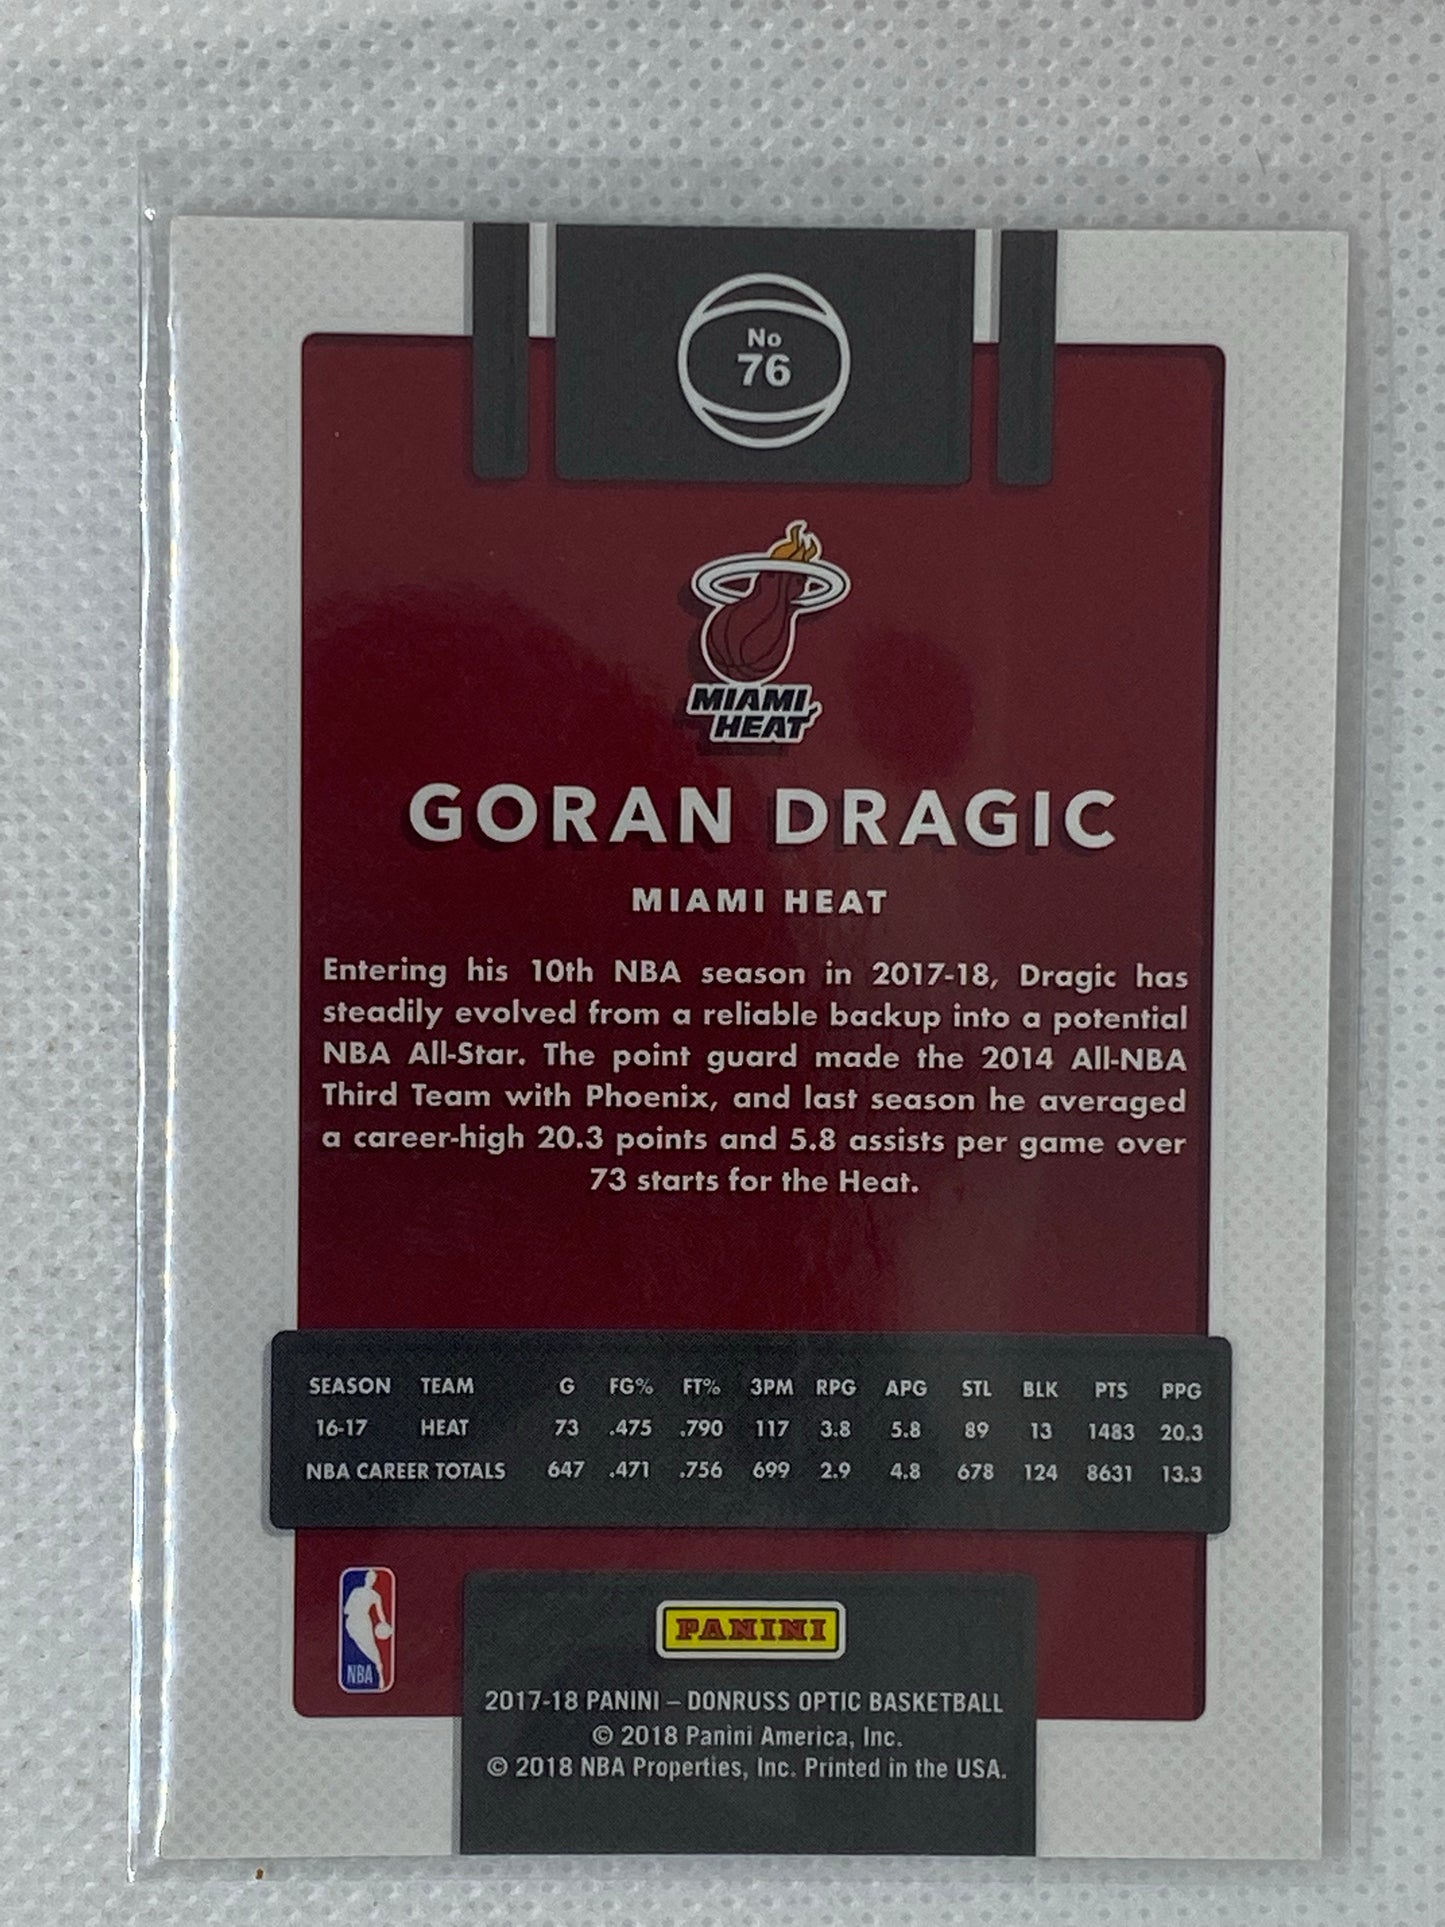 No
76
MIAMI
HEAT
GORAN DRAGIC
MIAMI HEAT
Entering his 10th NBA season in 2017-18, Dragic has
steadily evolved from a reliable backup into a potential
NBA All-Star. The point guard made the 2014 All-NBA
Third Team with Phoenix, and last season he averaged
a career-high 20.3 points and 5.8 assists per game over
73 starts for the Heat.
SEASON TEAM G FG% FT% 3PM RPG APG STL BLK PTS PPG
16-17 HEAT 73 .475 .790 117 3.8 5.8 89 13 1483 20.3
NBA CAREER TOTALS 647 .471 .756 699 2.9 4.8 678 124 8631 13.3
NBA
PANINI
2017-18 PANINI – DONRUSS OPTIC BASKETBALL
© 2018 Panini America, Inc.
© 2018 NBA Properties, Inc. Printed in the USA.